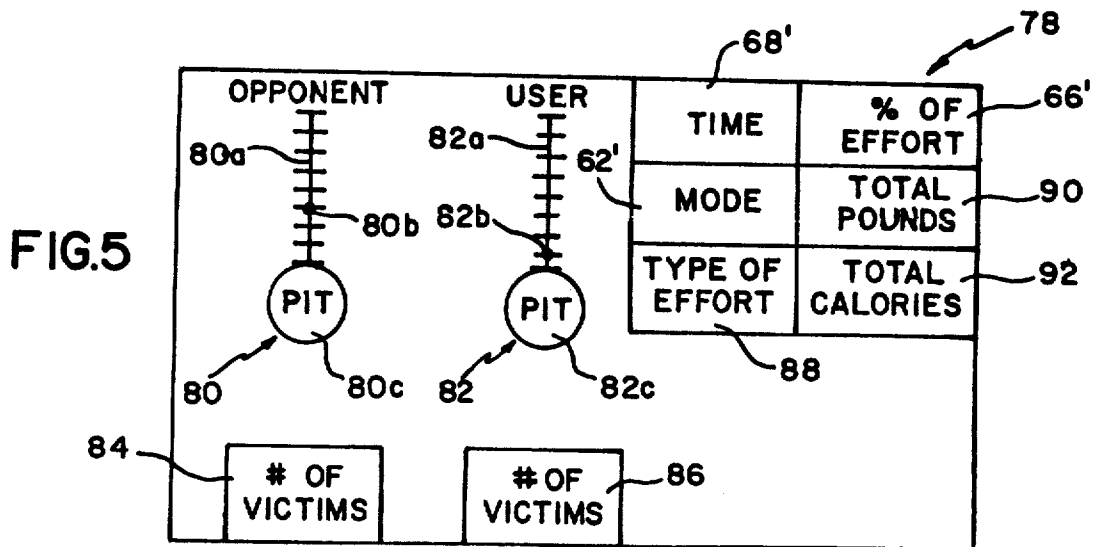 78
68'
OPPONENT
USER
TIME
% OF
EFFORT
66'
80a
82a
62'
MODE
TOTAL
POUNDS
90
80b
82b
FIG.5
TYPE OF
EFFORT
TOTAL
CALORIES
92
PIT
PIT
80
80c
82
82c
88
84
# OF
VICTIMS
# OF
VICTIMS
86